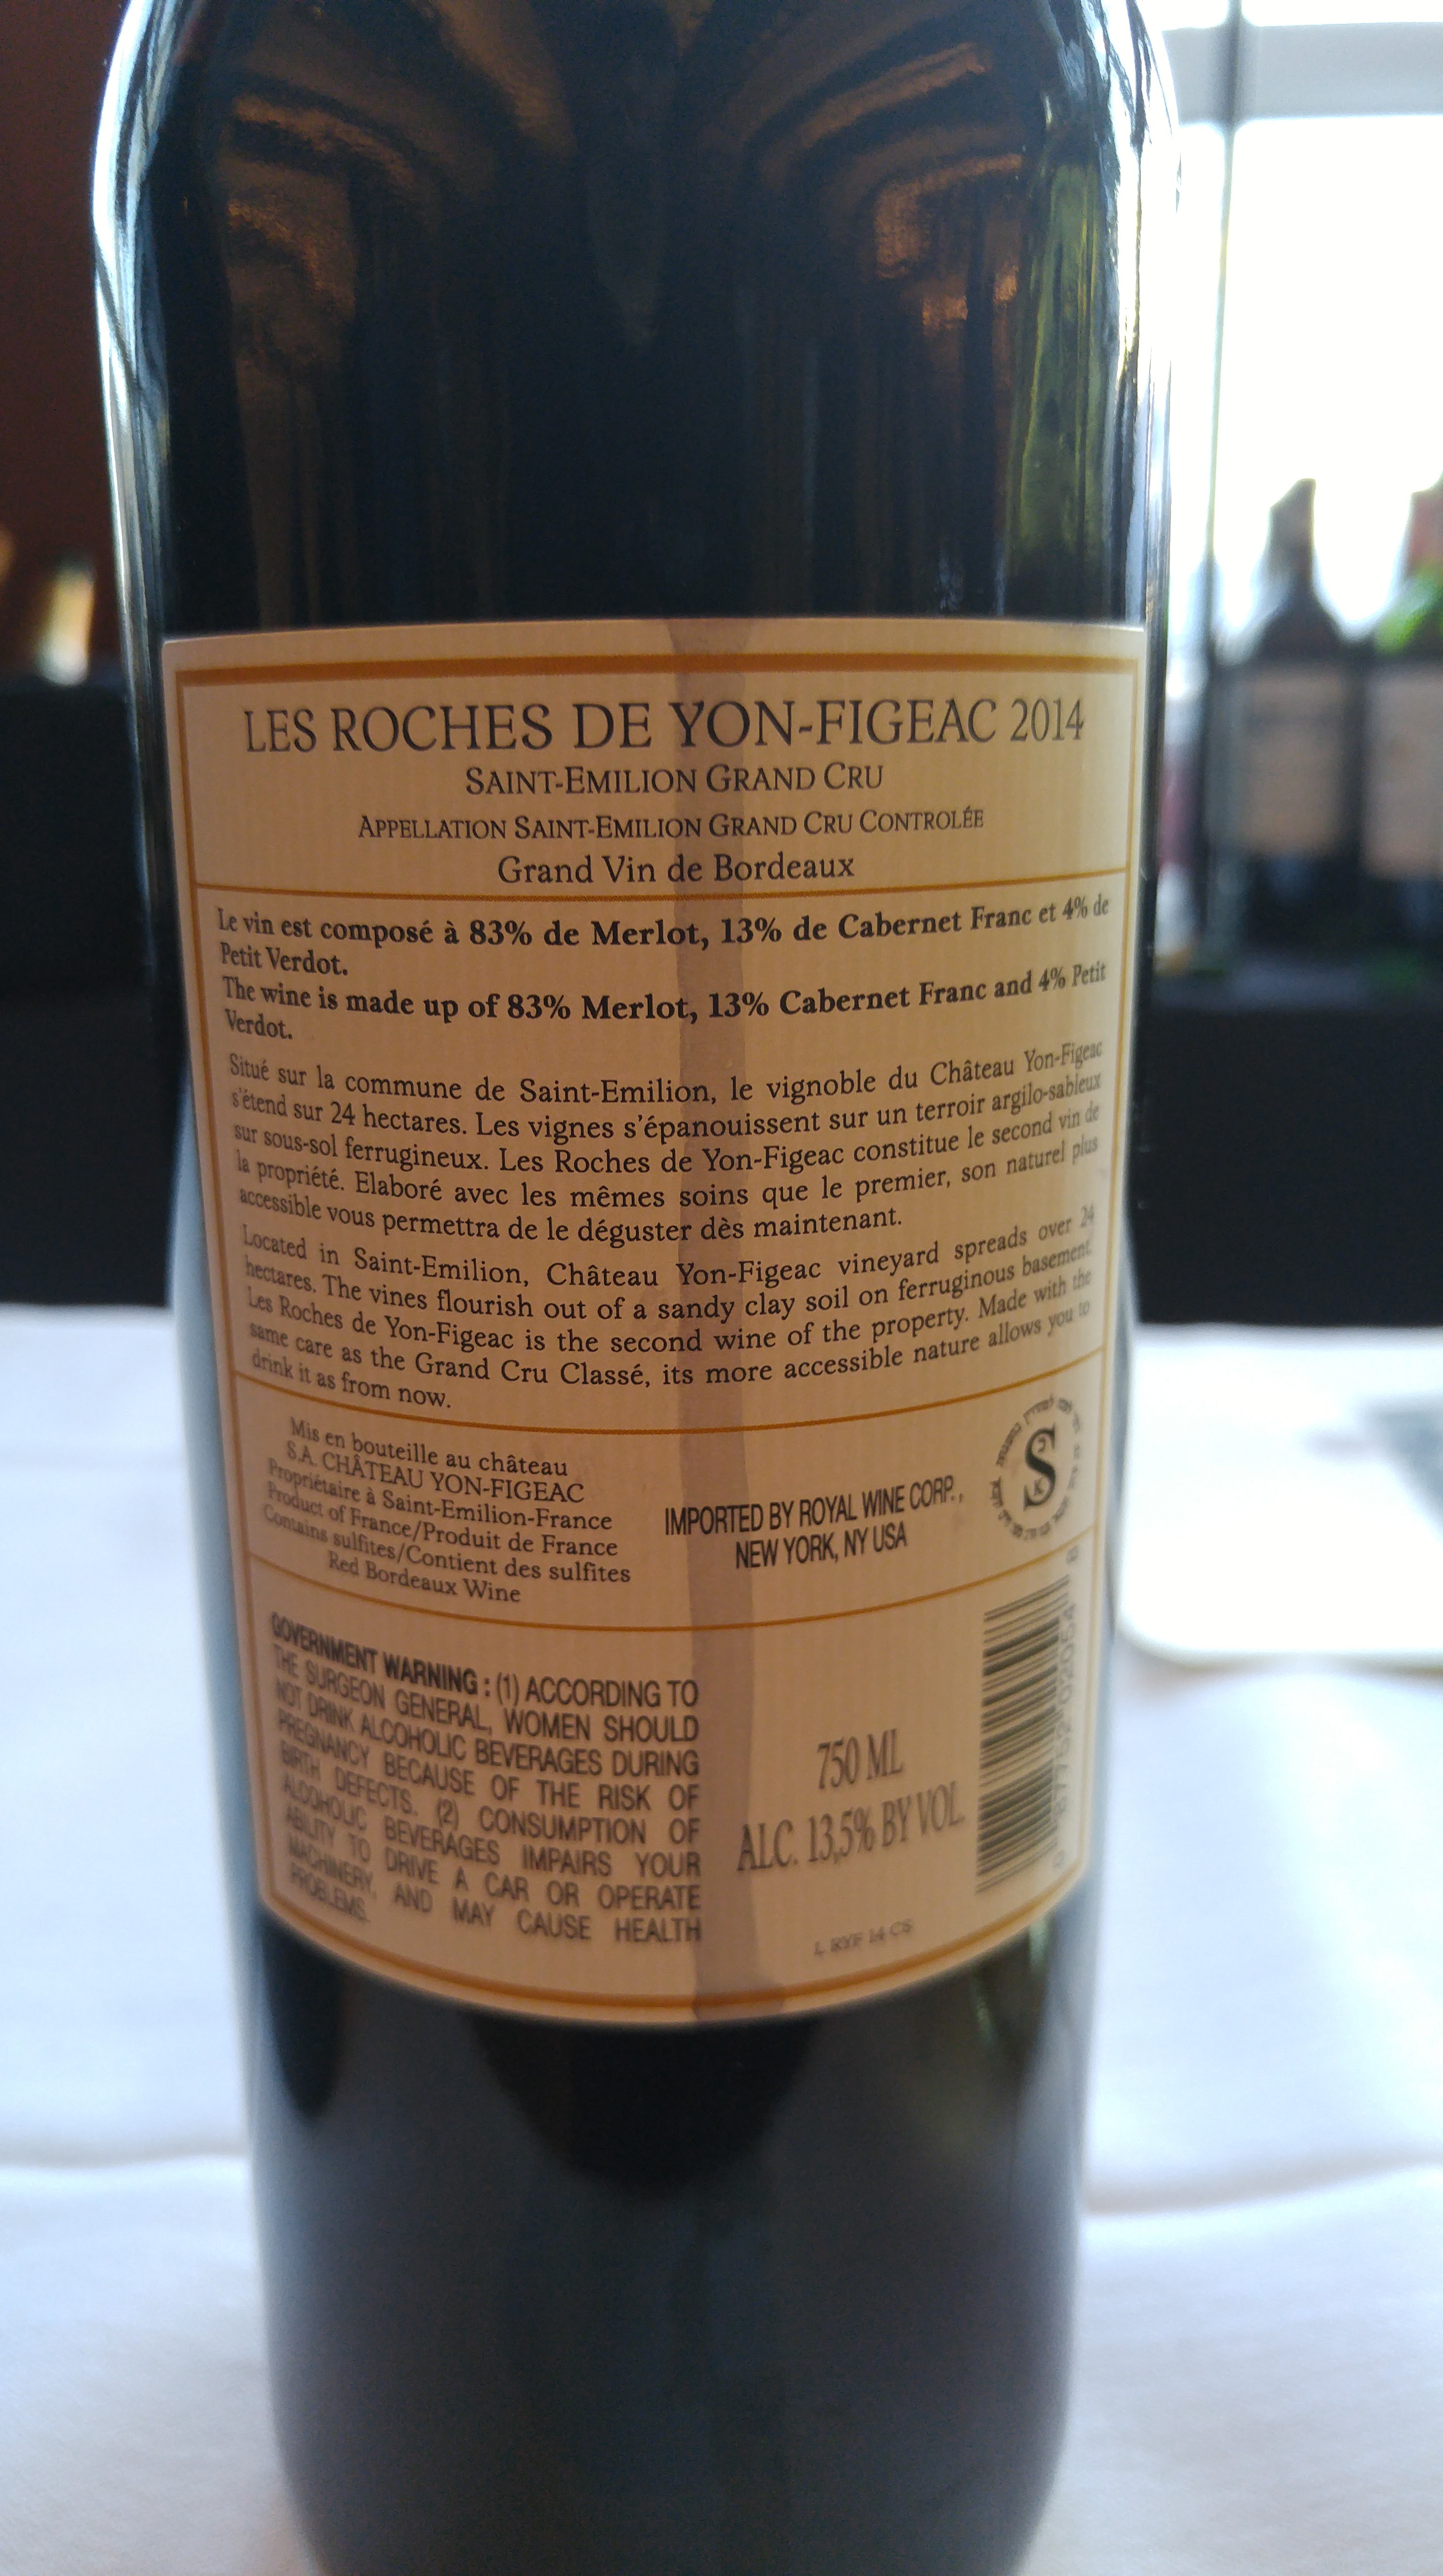 LES ROCHES DE YON-FIGEAC 2014
SAINT-EMILION GRAND CRU
APPELLATION SAINT-EMILION GRAND CRU CONTROLÉE
Grand Vin de Bordeaux
Le vin est composé à 83% de Merlot, 13% de Cabernet Franc et 4% de
Petit Verdot.
The wine is made up of 83% Merlot, 13% Cabernet Franc and 4% Petit
Verdot.
Situé sur la commune de Saint-Emilion, le vignoble du Château Yon-Figeac
s'étend sur 24 hectares. Les vignes s'épanouissent sur un terroir argilo-sableux
sur sous-sol ferrugineux. Les Roches de Yon-Figeac constitue le second vin de
la propriété. Elaboré avec les mêmes soins que le premier, son naturel plus
accessible vous permettra de le déguster dès maintenant.
Located in Saint-Emilion, Château Yon-Figeac vineyard spreads over 24
hectares. The vines flourish out of a sandy clay soil on ferruginous basement.
Les Roches de Yon-Figeac is the second wine of the property. Made with the
same care as the Grand Cru Classé, its more accessible nature allows you to
drink it as from now.
Mis en bouteille au château
S.A. CHÂTEAU YON-FIGEAC
Propriétaire à Saint-Emilion-France
Product of France/Produit de France
Contains sulfites/Contient des sulfites
Red Bordeaux Wine
IMPORTED BY ROYAL WINE CORP.,
NEW YORK, NY USA
S
K
GOVERNMENT WARNING : (1) ACCORDING TO
THE SURGEON GENERAL, WOMEN SHOULD
NOT DRINK ALCOHOLIC BEVERAGES DURING
PREGNANCY BECAUSE OF THE RISK OF
BIRTH DEFECTS. (2) CONSUMPTION OF
ALCOHOLIC BEVERAGES IMPAIRS YOUR
ABILITY TO DRIVE A CAR OR OPERATE
MACHINERY, AND MAY CAUSE HEALTH
PROBLEMS.
750 ML
ALC. 13,5% BY VOL
L RYF 14 CS